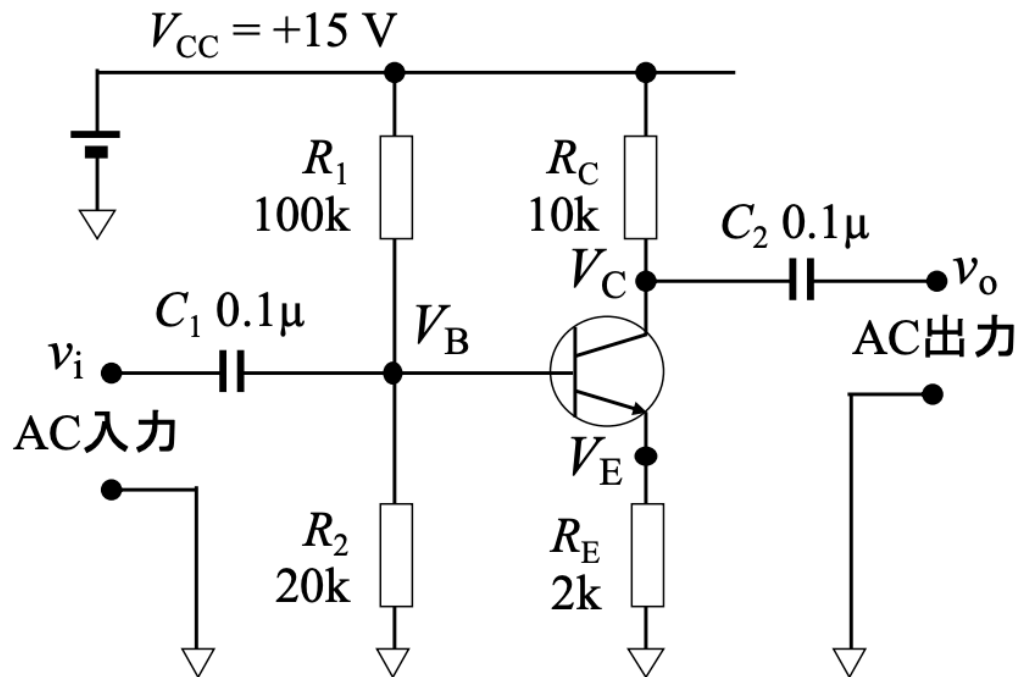 V_CC = +15 V
R_1
100k
R_C
10k
C_2 0.1μ
V_C
v_o
C_1 0.1μ
V_B
AC出力
v_i
AC入力
V_E
R_2
20k
R_E
2k